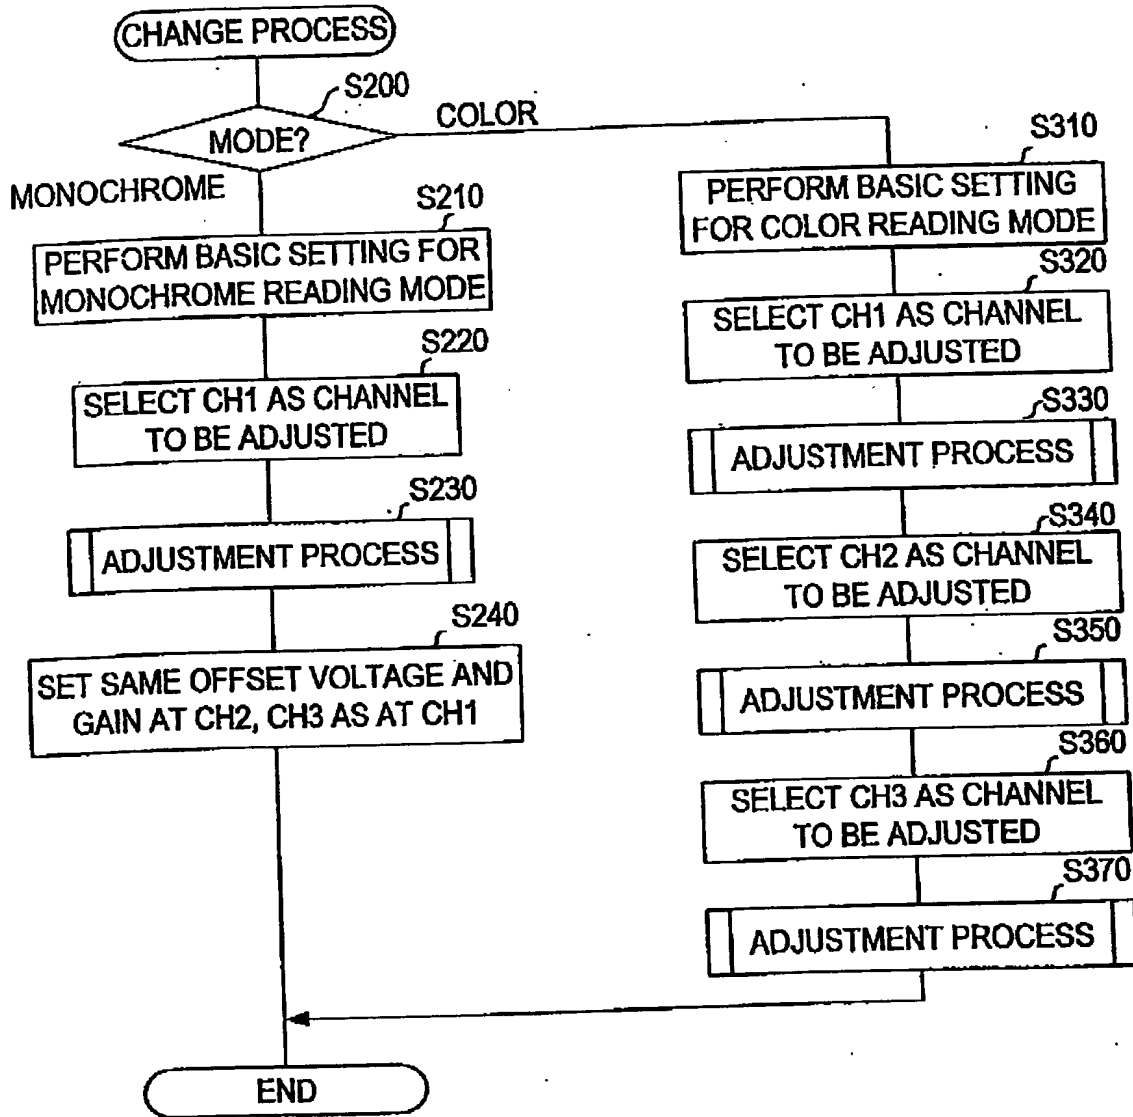 CHANGE PROCESS
S200
MODE?
COLOR
MONOCHROME
S210
PERFORM BASIC SETTING FOR
MONOCHROME READING MODE
S220
SELECT CH1 AS CHANNEL
TO BE ADJUSTED
S230
ADJUSTMENT PROCESS
S240
SET SAME OFFSET VOLTAGE AND
GAIN AT CH2, CH3 AS AT CH1
S310
PERFORM BASIC SETTING
FOR COLOR READING MODE
S320
SELECT CH1 AS CHANNEL
TO BE ADJUSTED
S330
ADJUSTMENT PROCESS
S340
SELECT CH2 AS CHANNEL
TO BE ADJUSTED
S350
ADJUSTMENT PROCESS
S360
SELECT CH3 AS CHANNEL
TO BE ADJUSTED
S370
ADJUSTMENT PROCESS
END